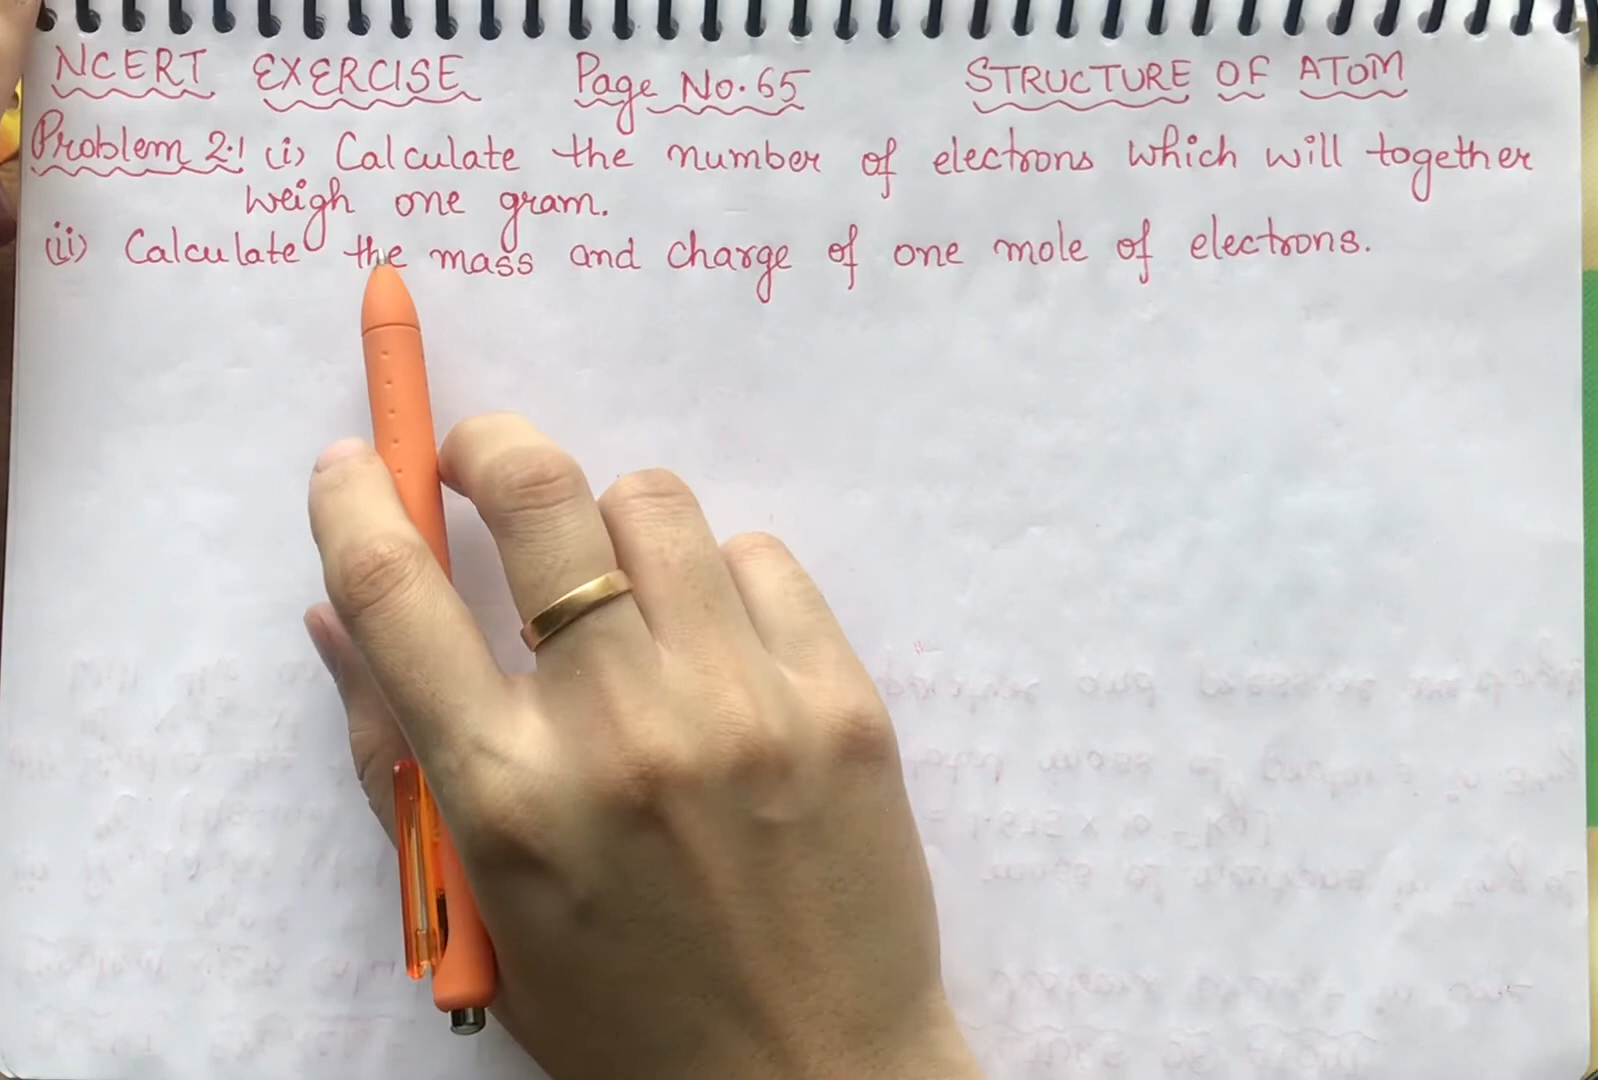 NCERT EXERCISE Page No. 65 STRUCTURE OF ATOM
Problem 2.1 (i) Calculate the number of electrons which will together
weigh one gram.
(ii) Calculate the mass and charge of one mole of electrons.